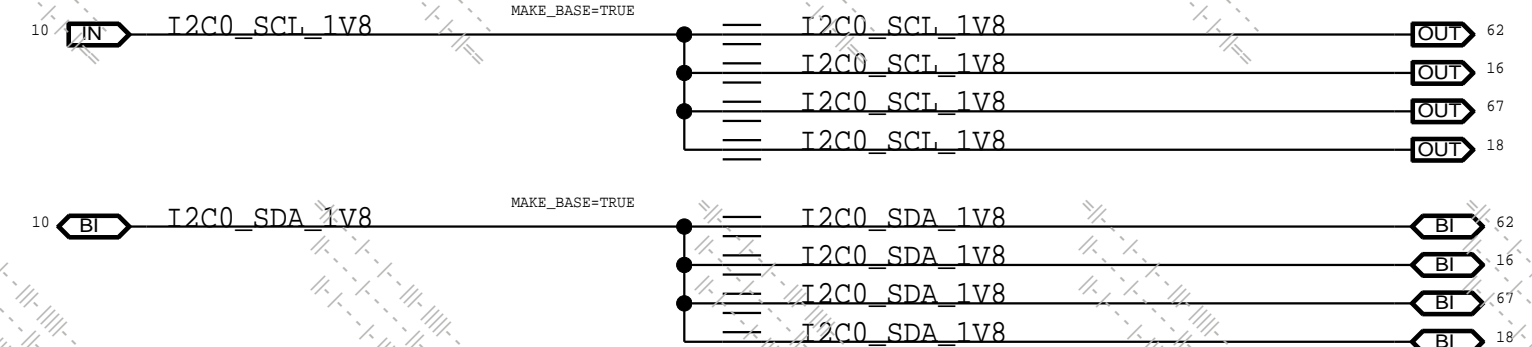 MAKE_BASE=TRUE
10 IN I2C0_SCL_1V8 I2C0_SCL_1V8 OUT 62
I2C0_SCL_1V8 OUT 16
I2C0_SCL_1V8 OUT 67
I2C0_SCL_1V8 OUT 18
MAKE_BASE=TRUE
10 BI I2C0_SDA_1V8 I2C0_SDA_1V8 BI 62
I2C0_SDA_1V8 BI 16
I2C0_SDA_1V8 BI 67
I2C0_SDA_1V8 BI 18